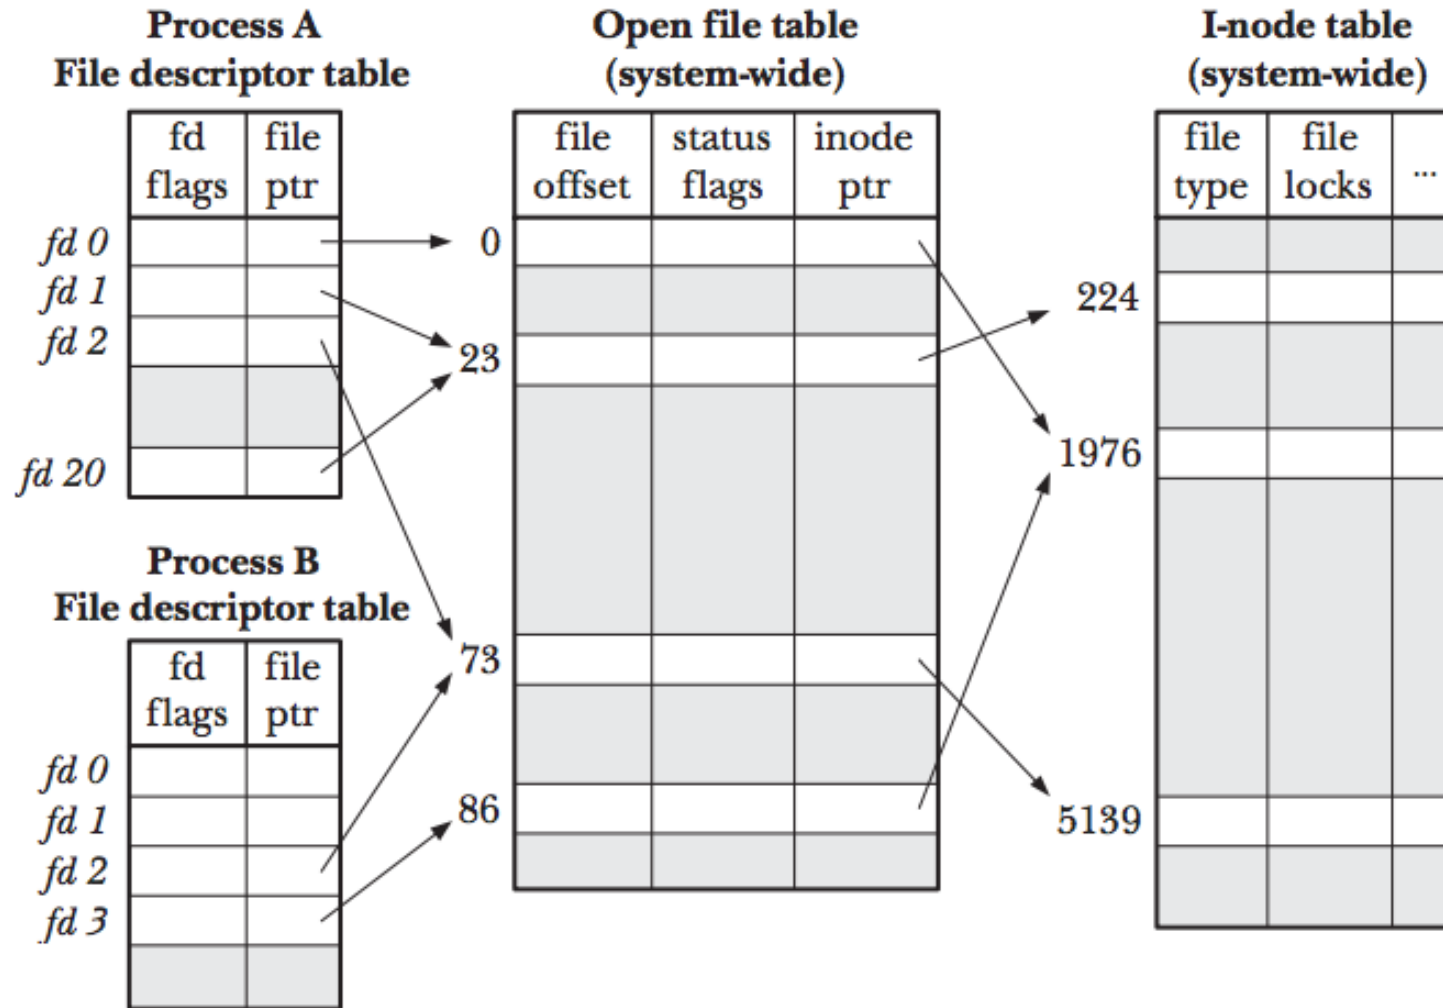 Process A
File descriptor table
fd
flags
file
ptr
fd 0
fd 1
fd 2
fd 20
Process B
File descriptor table
fd
flags
file
ptr
fd 0
fd 1
fd 2
fd 3
Open file table
(system-wide)
file
offset
status
flags
inode
ptr
0
23
73
86
I-node table
(system-wide)
file
type
file
locks
...
224
1976
5139